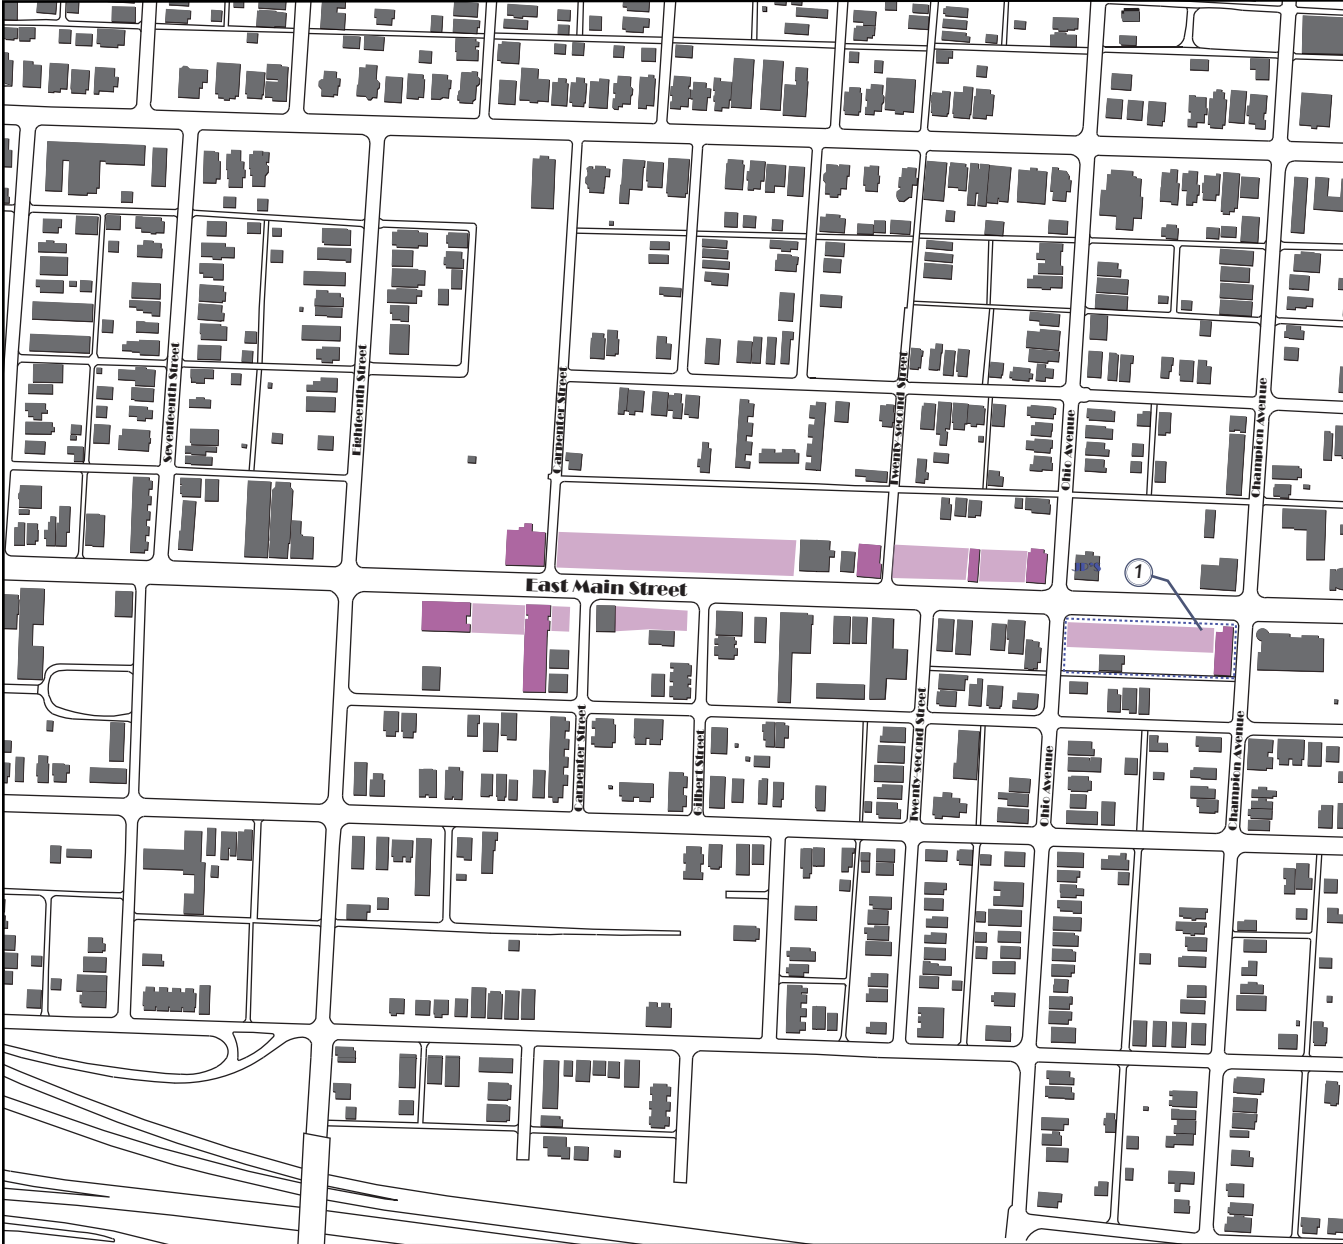 Seventeenth Street
Eighteenth Street
Carpenter Street
Twenty second Street
Ohio Avenue
Champion Avenue
JP'S
1
East Main Street
Carpenter Street
Gilbert Street
Twenty second Street
Ohio Avenue
Champion Avenue